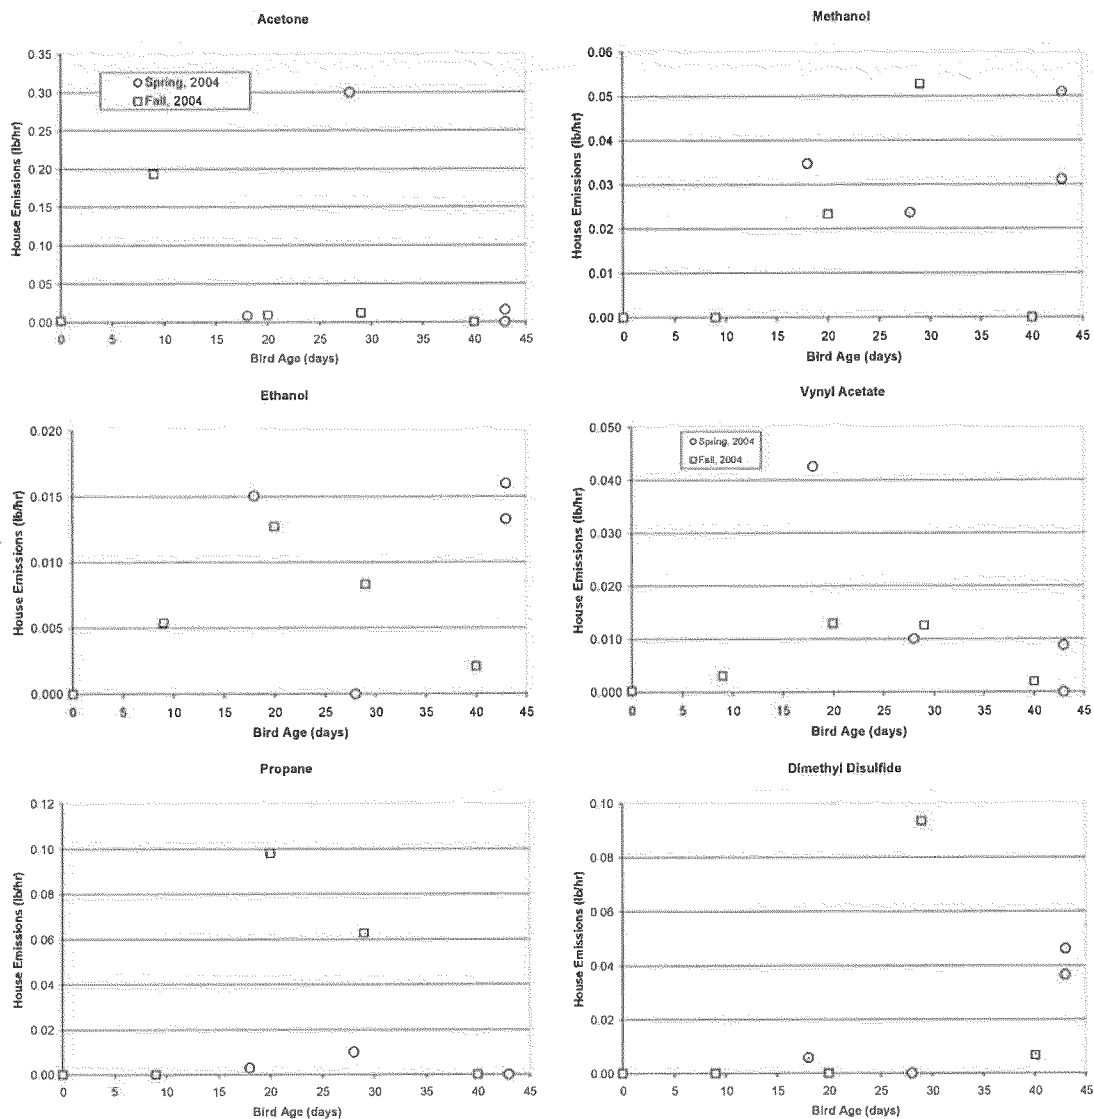 Acetone
House Emissions (lb/hr)
0.35
0.30
0.25
0.20
0.15
0.10
0.05
0.00
Spring, 2004
Fall, 2004
0 5 10 15 20 25 30 35 40 45
Bird Age (days)
Methanol
House Emissions (lb/hr)
0.06
0.05
0.04
0.03
0.02
0.01
0.00
0 5 10 15 20 25 30 35 40 45
Bird Age (days)
Ethanol
House Emissions (lb/hr)
0.020
0.015
0.010
0.005
0.000
0 5 10 15 20 25 30 35 40 45
Bird Age (days)
Vynyl Acetate
House Emissions (lb/hr)
0.050
0.040
0.030
0.020
0.010
0.000
Spring, 2004
Fall, 2004
0 5 10 15 20 25 30 35 40 45
Bird Age (days)
Propane
House Emissions (lb/hr)
0.12
0.10
0.08
0.06
0.04
0.02
0.00
0 5 10 15 20 25 30 35 40 45
Bird Age (days)
Dimethyl Disulfide
House Emissions (lb/hr)
0.10
0.08
0.06
0.04
0.02
0.00
0 5 10 15 20 25 30 35 40 45
Bird Age (days)